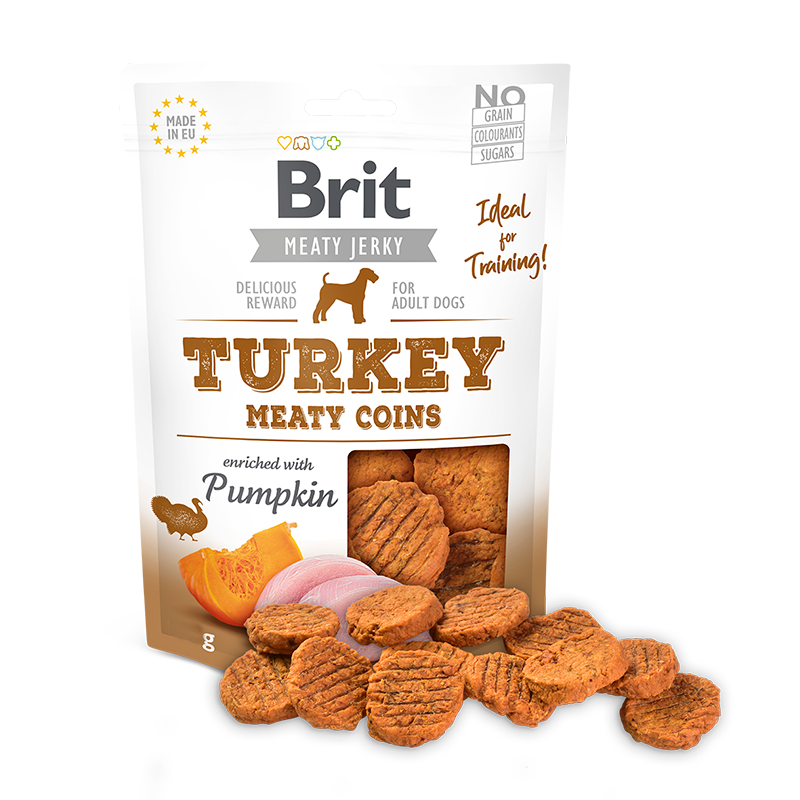 MADE
IN EU
NO
GRAIN
COLOURANTS
SUGARS
Brit
MEATY JERKY
Ideal
for
Training!
DELICIOUS
REWARD
FOR
ADULT DOGS
TURKEY
MEATY COINS
enriched with
Pumpkin
g